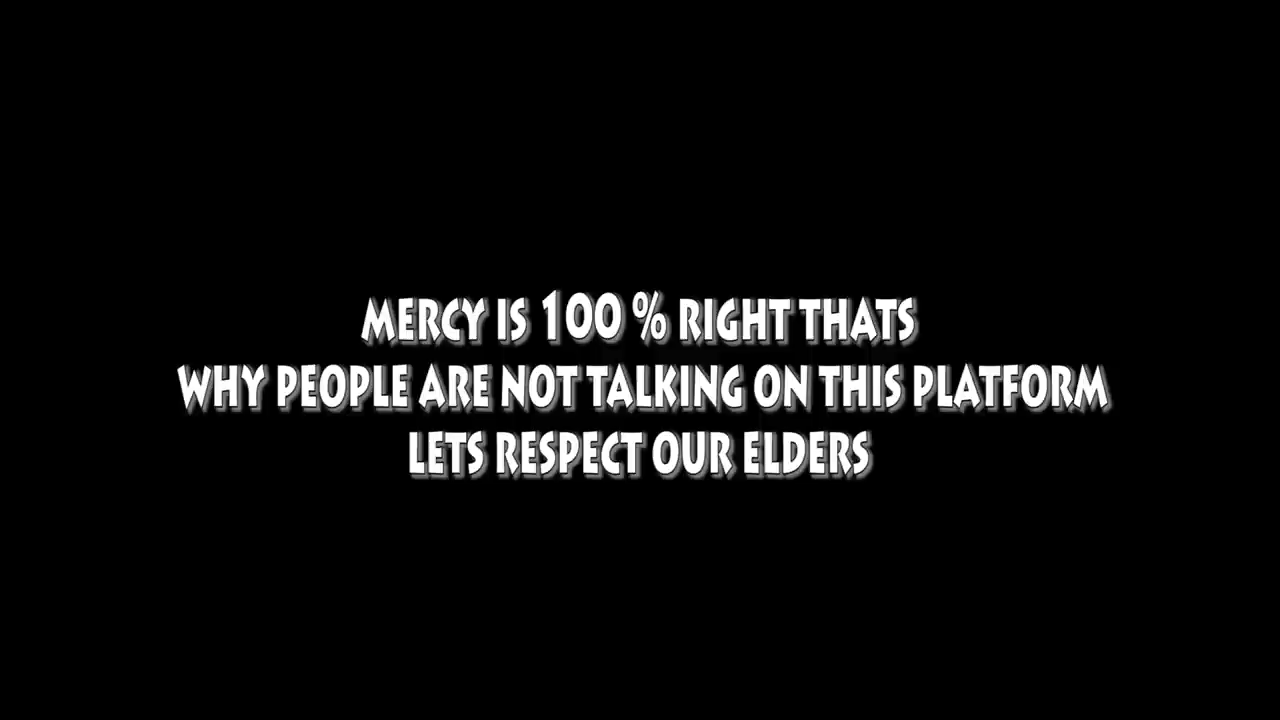 MERCY IS 100 % RIGHT THATS
WHY PEOPLE ARE NOT TALKING ON THIS PLATFORM
LETS RESPECT OUR ELDERS